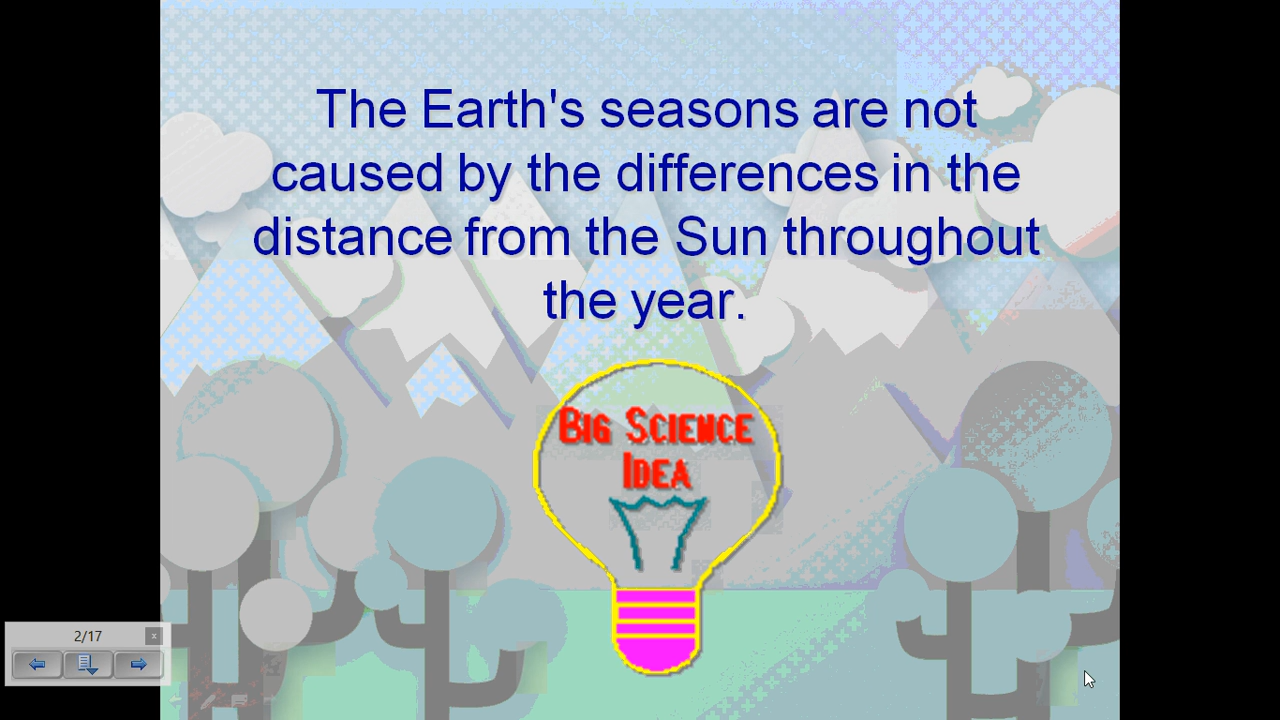 The Earth's seasons are not
caused by the differences in the
distance from the Sun throughout
the year.
BIG SCIENCE
IDEA
2/17
x